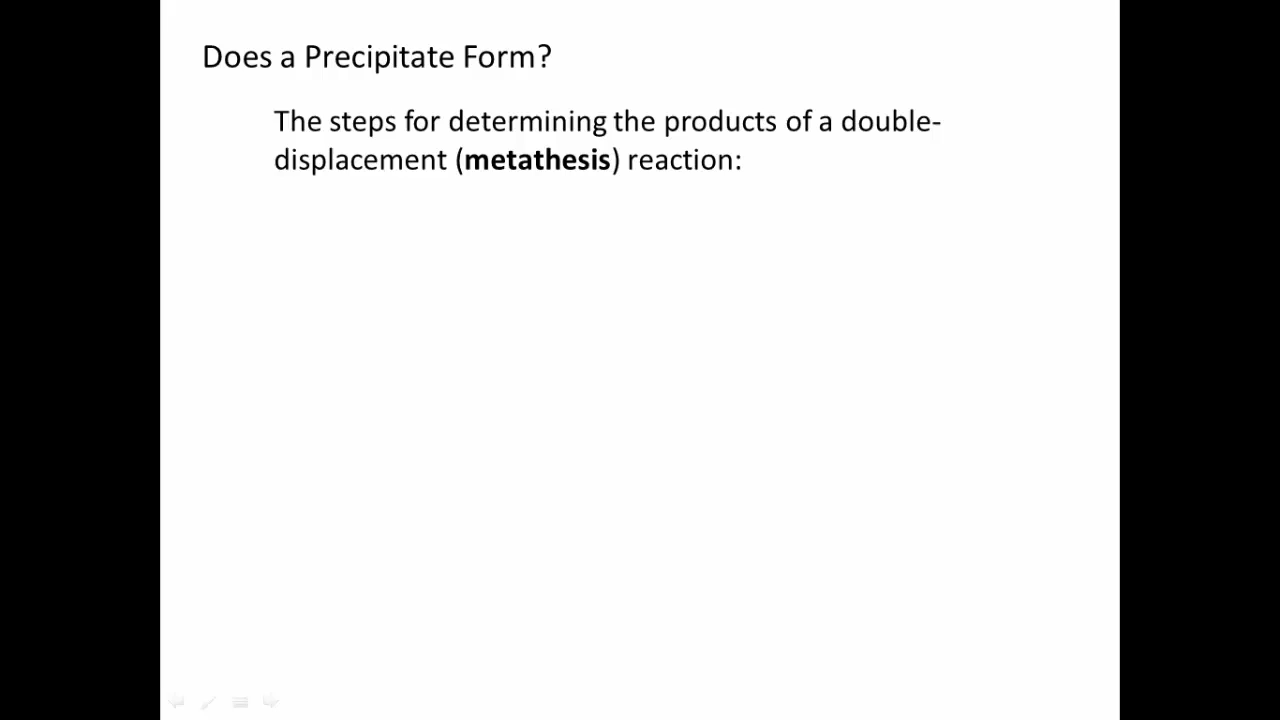 Does a Precipitate Form?
The steps for determining the products of a double-
displacement (metathesis) reaction: